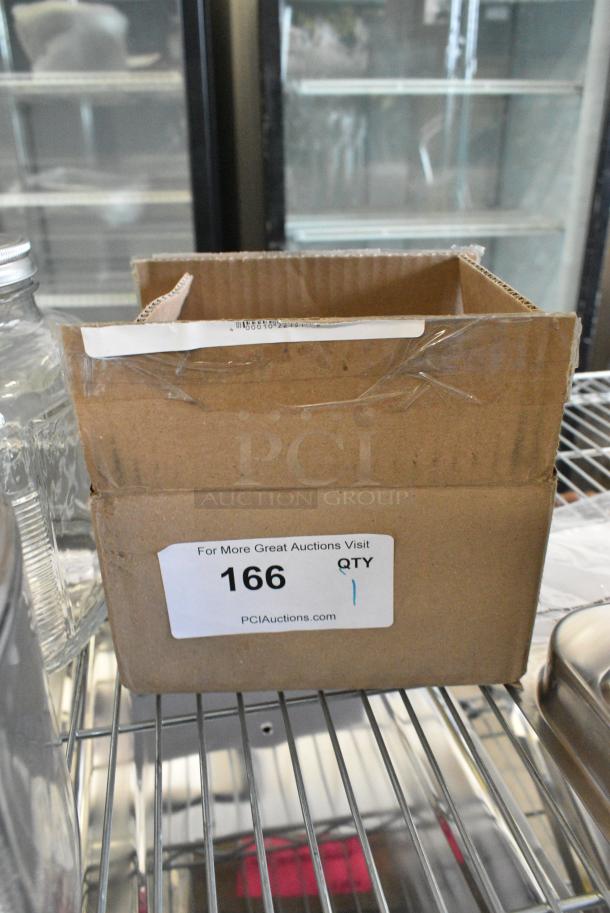 PCI
AUCTION GROUP
For More Great Auctions Visit
166
QTY
1
PCIAuctions.com